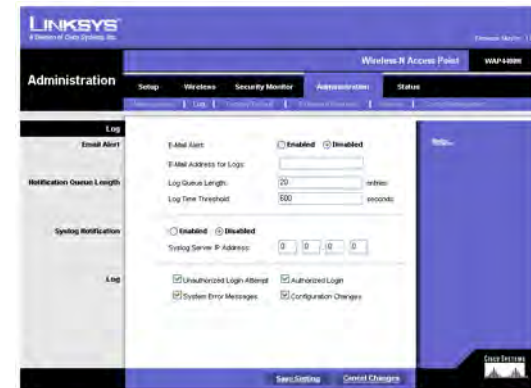 LINKSYS
A Division of Cisco Systems, Inc.
Wireless-N Access Point WAP4400N
Administration
Setup Wireless Security Monitor Administration Status
Log
Log
Email Alert E-Mail Alert: Enabled Disabled
E-Mail Address for Logs:
Notification Queue Length Log Queue Length: 20 entries
Log Time Threshold: 600 seconds
Syslog Notification Enabled Disabled
Syslog Server IP Address: 0 . 0 . 0 . 0
Log Unauthorized Login Attempt Authorized Login
System Error Messages Configuration Changes
Help...
Save Setting Cancel Changes
CISCO SYSTEMS